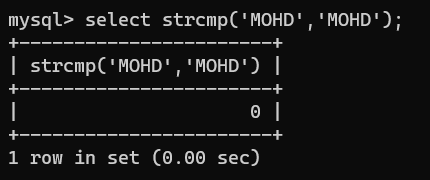 mysql> select strcmp('MOHD','MOHD');
+-----------------------+
| strcmp('MOHD','MOHD') |
+-----------------------+
|                     0 |
+-----------------------+
1 row in set (0.00 sec)